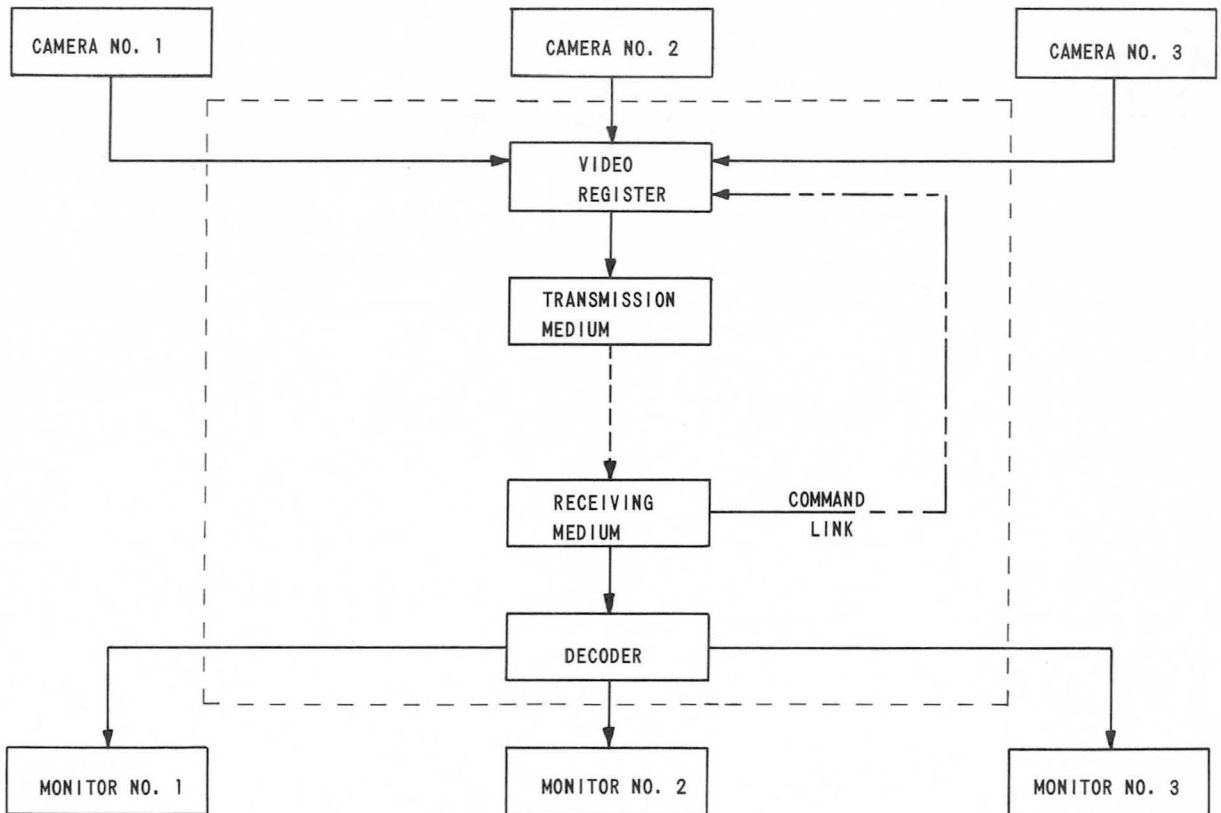 CAMERA NO. 1
CAMERA NO. 2
CAMERA NO. 3
VIDEO
REGISTER
TRANSMISSION
MEDIUM
RECEIVING
MEDIUM
COMMAND
LINK
DECODER
MONITOR NO. 1
MONITOR NO. 2
MONITOR NO. 3